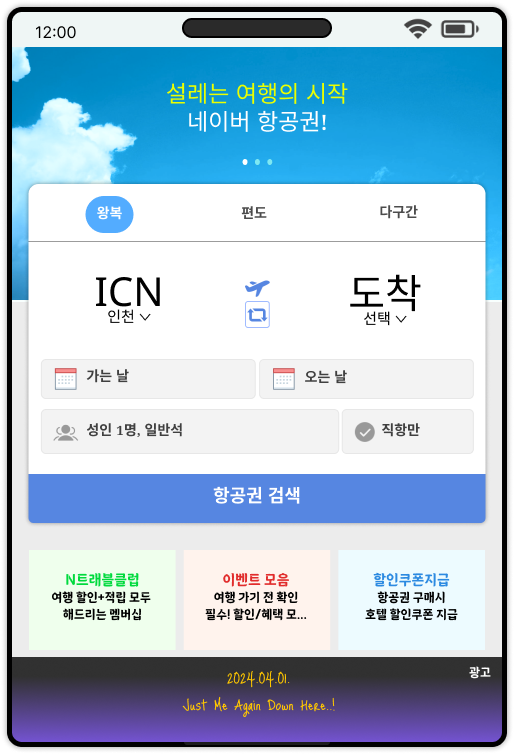 12:00
설레는 여행의 시작
네이버 항공권!
왕복 편도 다구간
ICN 도착
인천 선택
가는 날 오는 날
성인 1명, 일반석 직항만
항공권 검색
N트래블클럽
여행 할인+적립 모두
해드리는 멤버십
이벤트 모음
여행 가기 전 확인
필수! 할인/혜택 모...
할인쿠폰지급
항공권 구매시
호텔 할인쿠폰 지급
광고
2024.04.01.
Just Me Again Down Here..!